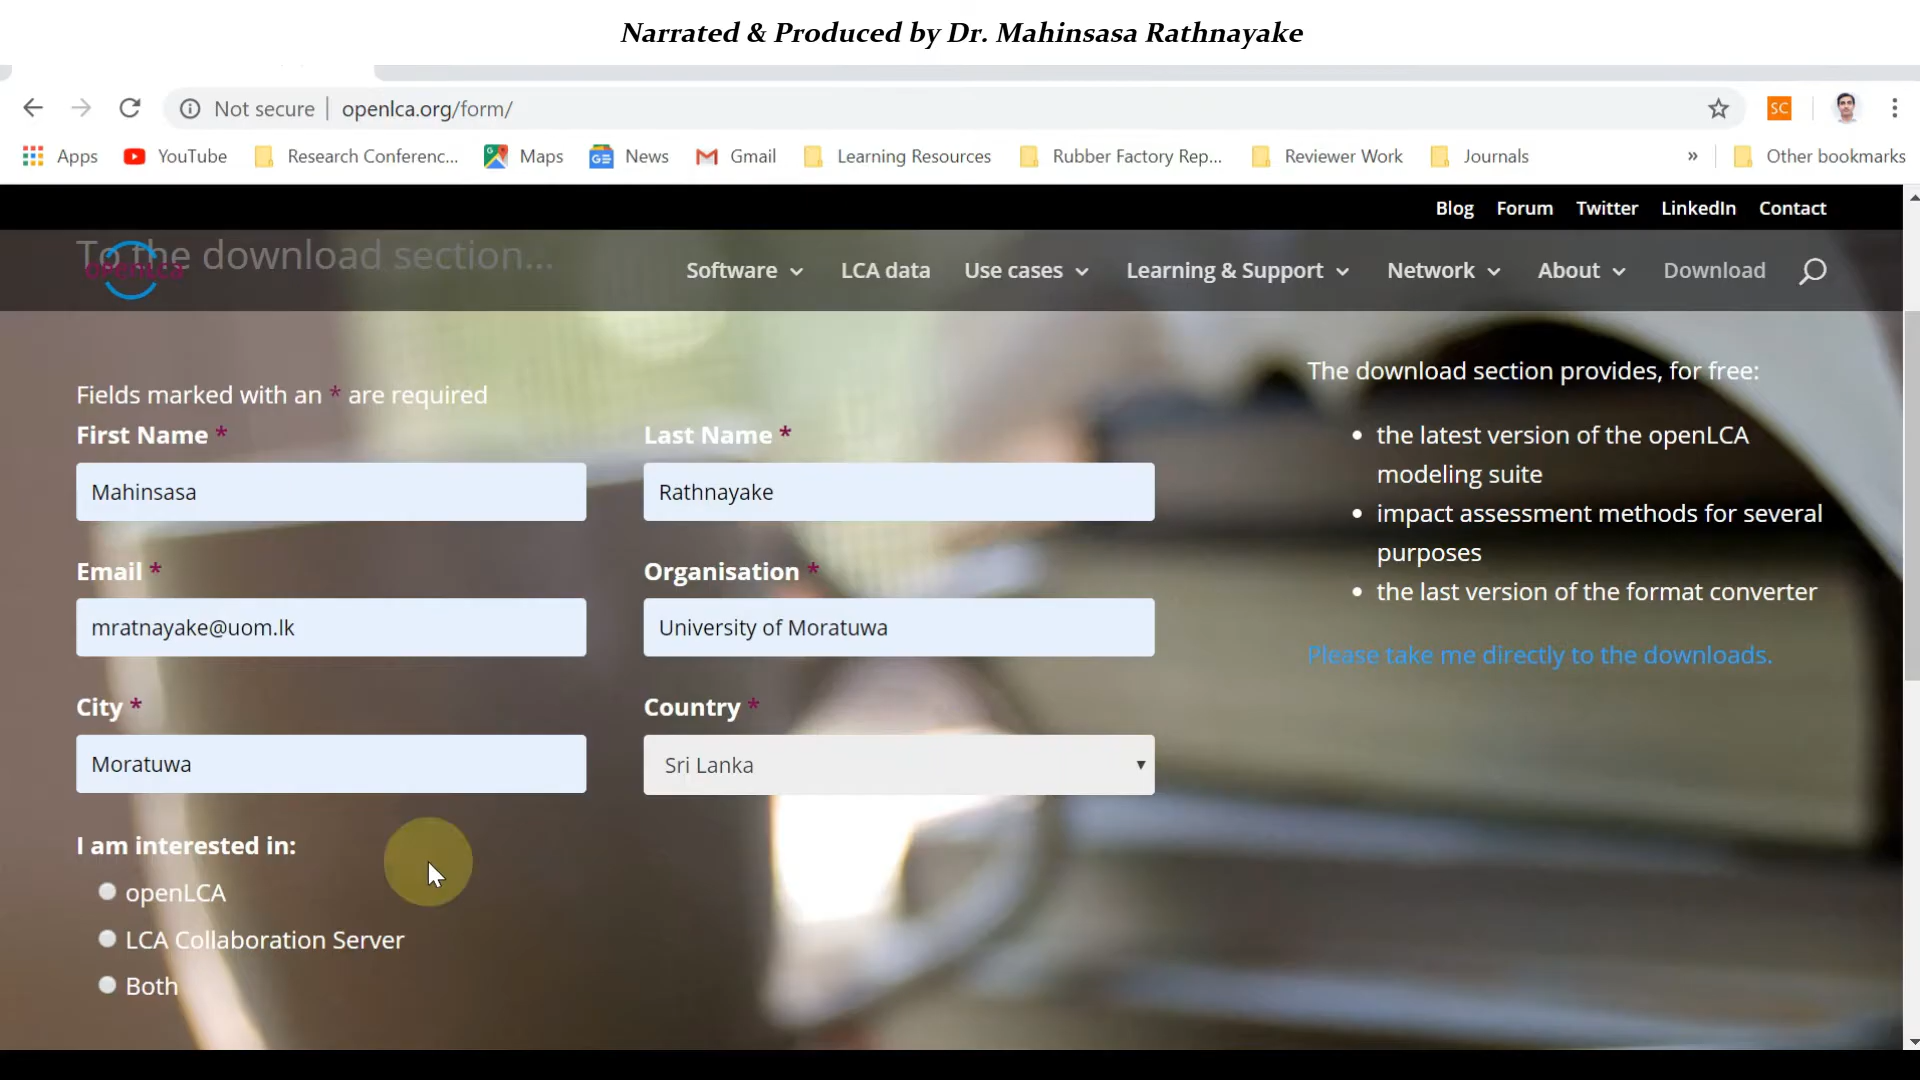 Narrated & Produced by Dr. Mahinsasa Rathnayake
Not secure | openlca.org/form/
SC
Apps YouTube Research Conferenc... Maps News Gmail Learning Resources Rubber Factory Rep... Reviewer Work Journals » Other bookmarks
Blog Forum Twitter LinkedIn Contact
To the download section...
openLCA
Software LCA data Use cases Learning & Support Network About Download
Fields marked with an * are required
First Name * Last Name *
Mahinsasa Rathnayake
Email * Organisation *
mratnayake@uom.lk University of Moratuwa
City * Country *
Moratuwa Sri Lanka
I am interested in:
openLCA
LCA Collaboration Server
Both
The download section provides, for free:
• the latest version of the openLCA
modeling suite
• impact assessment methods for several
purposes
• the last version of the format converter
Please take me directly to the downloads.